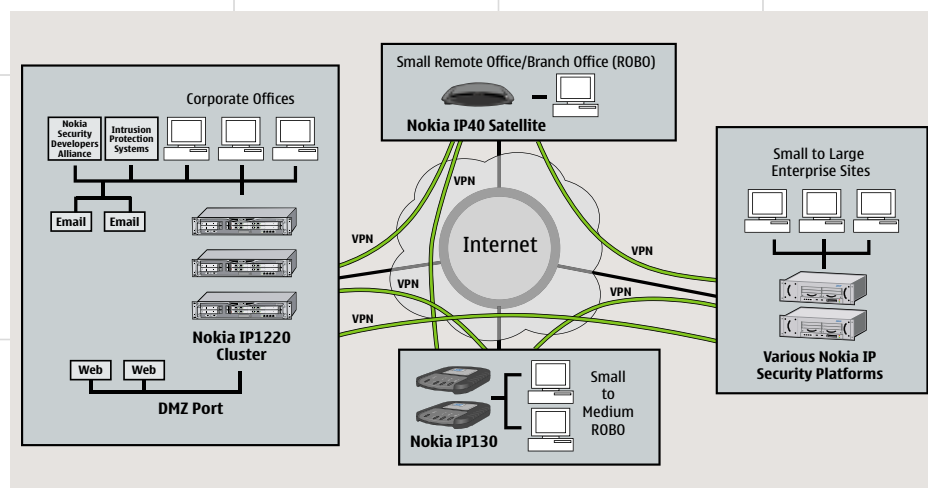 Corporate Offices
Nokia
Security
Developers
Alliance
Intrusion
Protection
Systems
Email
Email
Nokia IP1220
Cluster
Web
Web
DMZ Port
Small Remote Office/Branch Office (ROBO)
Nokia IP40 Satellite
VPN
Internet
VPN
VPN
VPN
VPN
VPN
Nokia IP130
Small
to
Medium
ROBO
Small to Large
Enterprise Sites
Various Nokia IP
Security Platforms